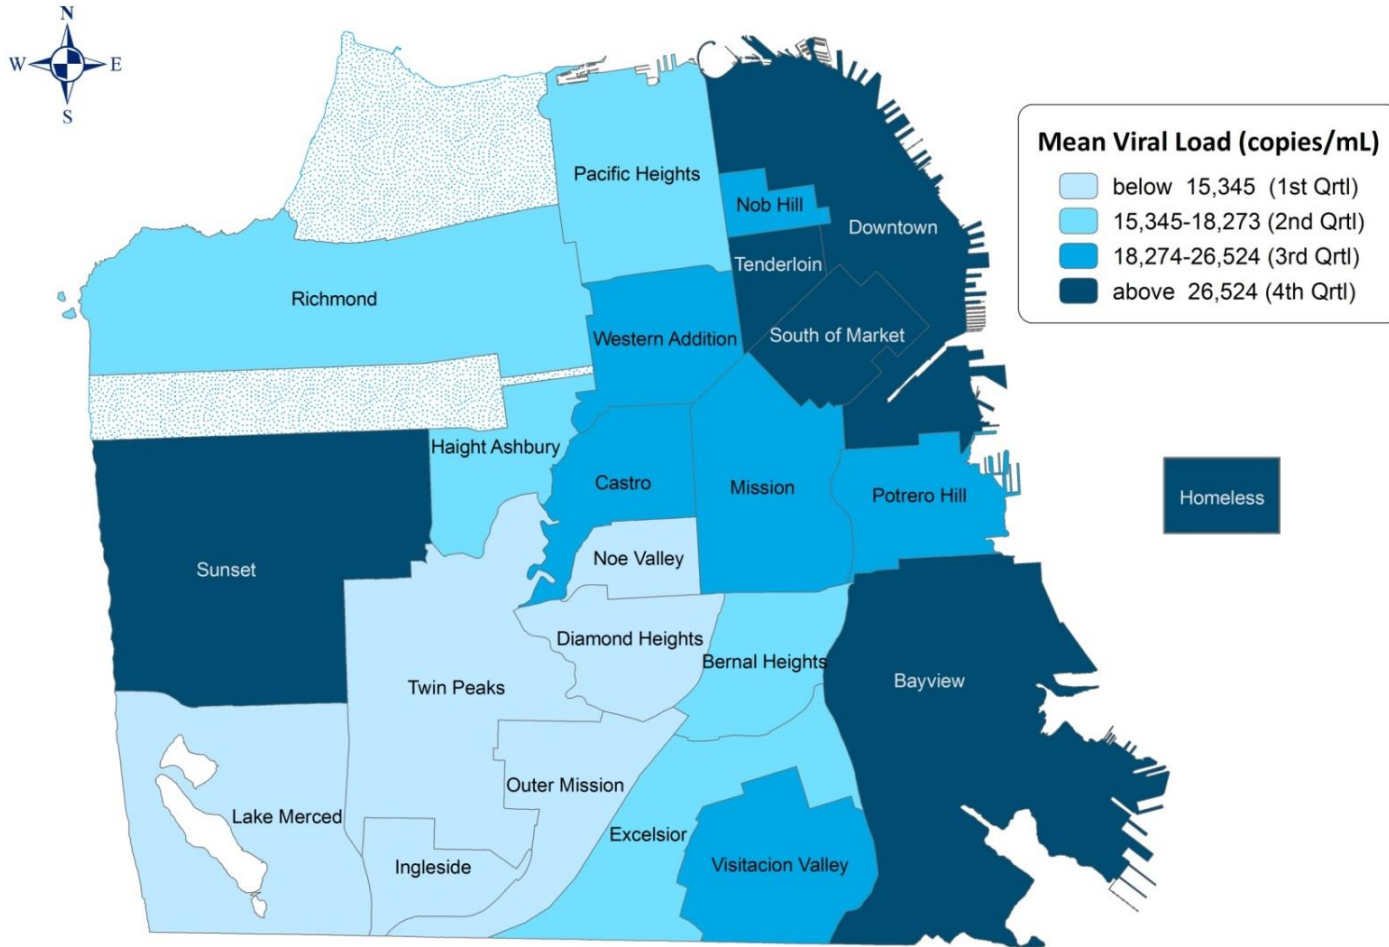 N
W E
S
Mean Viral Load (copies/mL)
below 15,345 (1st Qrtl)
15,345-18,273 (2nd Qrtl)
18,274-26,524 (3rd Qrtl)
above 26,524 (4th Qrtl)
Pacific Heights
Nob Hill
Downtown
Tenderloin
Richmond
South of Market
Western Addition
Haight Ashbury
Castro
Mission
Potrero Hill
Homeless
Sunset
Noe Valley
Diamond Heights
Bernal Heights
Twin Peaks
Bayview
Outer Mission
Lake Merced
Excelsior
Ingleside
Visitacion Valley